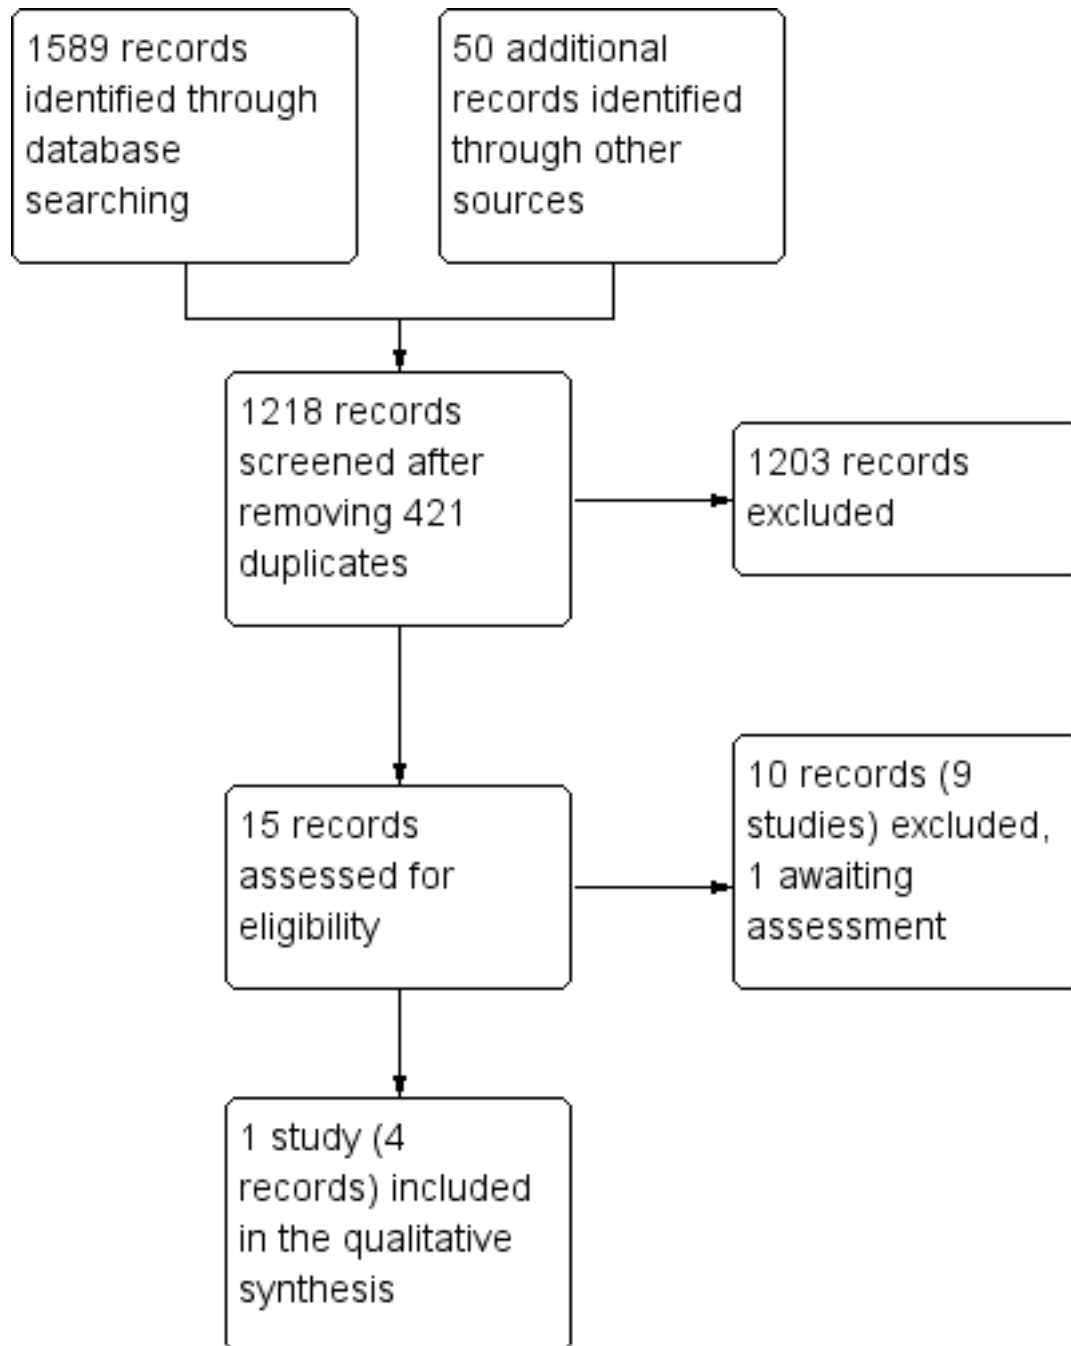 1589 records
identified through
database
searching
50 additional
records identified
through other
sources
1218 records
screened after
removing 421
duplicates
1203 records
excluded
15 records
assessed for
eligibility
10 records (9
studies) excluded,
1 awaiting
assessment
1 study (4
records) included
in the qualitative
synthesis